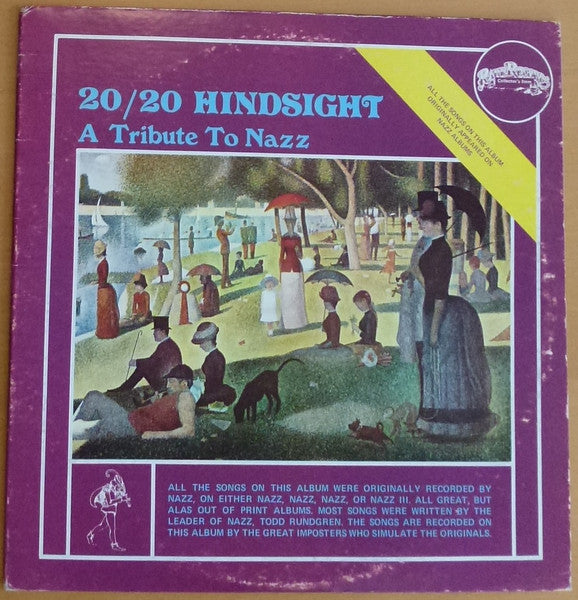 20/20 HINDSIGHT
A Tribute To Nazz
Collector's Items
ALL THE SONGS ON THIS ALBUM
ORIGINALLY APPEARED ON
NAZZ ALBUMS
ALL THE SONGS ON THIS ALBUM WERE ORIGINALLY RECORDED BY
NAZZ, ON EITHER NAZZ, NAZZ, NAZZ, OR NAZZ III. ALL GREAT, BUT
ALAS OUT OF PRINT ALBUMS. MOST SONGS WERE WRITTEN BY THE
LEADER OF NAZZ, TODD RUNDGREN. THE SONGS ARE RECORDED ON
THIS ALBUM BY THE GREAT IMPOSTERS WHO SIMULATE THE ORIGINALS.